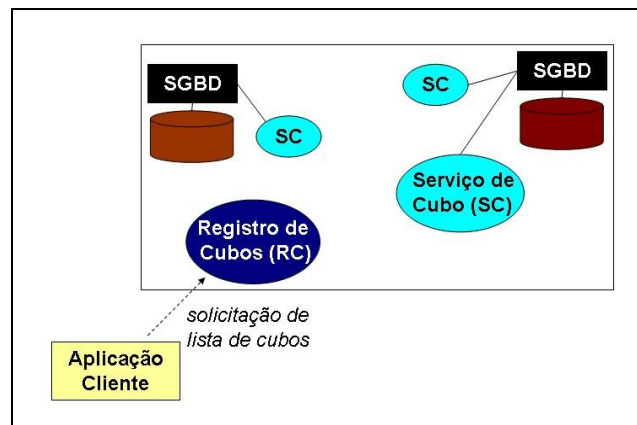 SGBD
SC
SC
SGBD
Serviço de
Cubo (SC)
Registro de
Cubos (RC)
solicitação de
lista de cubos
Aplicação
Cliente